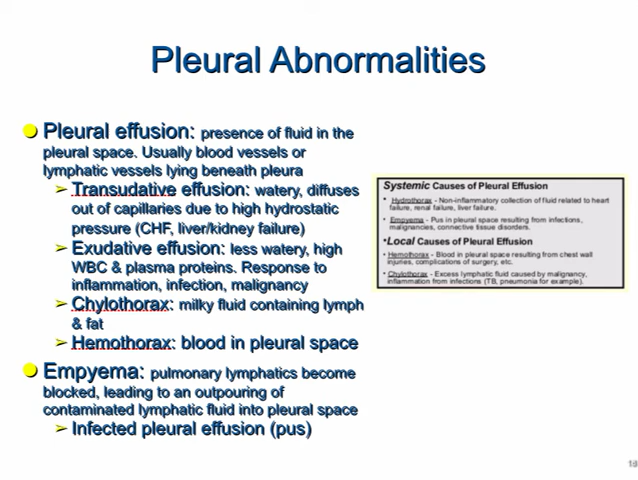 Pleural Abnormalities
Pleural effusion: presence of fluid in the
pleural space. Usually blood vessels or
lymphatic vessels lying beneath pleura
➢ Transudative effusion: watery, diffuses
out of capillaries due to high hydrostatic
pressure (CHF, liver/kidney failure)
➢ Exudative effusion: less watery, high
WBC & plasma proteins. Response to
inflammation, infection, malignancy
➢ Chylothorax: milky fluid containing lymph
& fat
➢ Hemothorax: blood in pleural space
Empyema: pulmonary lymphatics become
blocked, leading to an outpouring of
contaminated lymphatic fluid into pleural space
➢ Infected pleural effusion (pus)
Systemic Causes of Pleural Effusion
• Hydrothorax - Non-inflammatory collection of fluid related to heart
failure, renal failure, liver failure.
• Empyema - Pus in pleural space resulting from infections,
malignancies, connective tissue disorders.
•Local Causes of Pleural Effusion
• Hemothorax - Blood in pleural space resulting from chest wall
injuries, complications of surgery, etc.
• Chylothorax - Excess lymphatic fluid caused by malignancy,
inflammation from infections (TB, pneumonia for example).